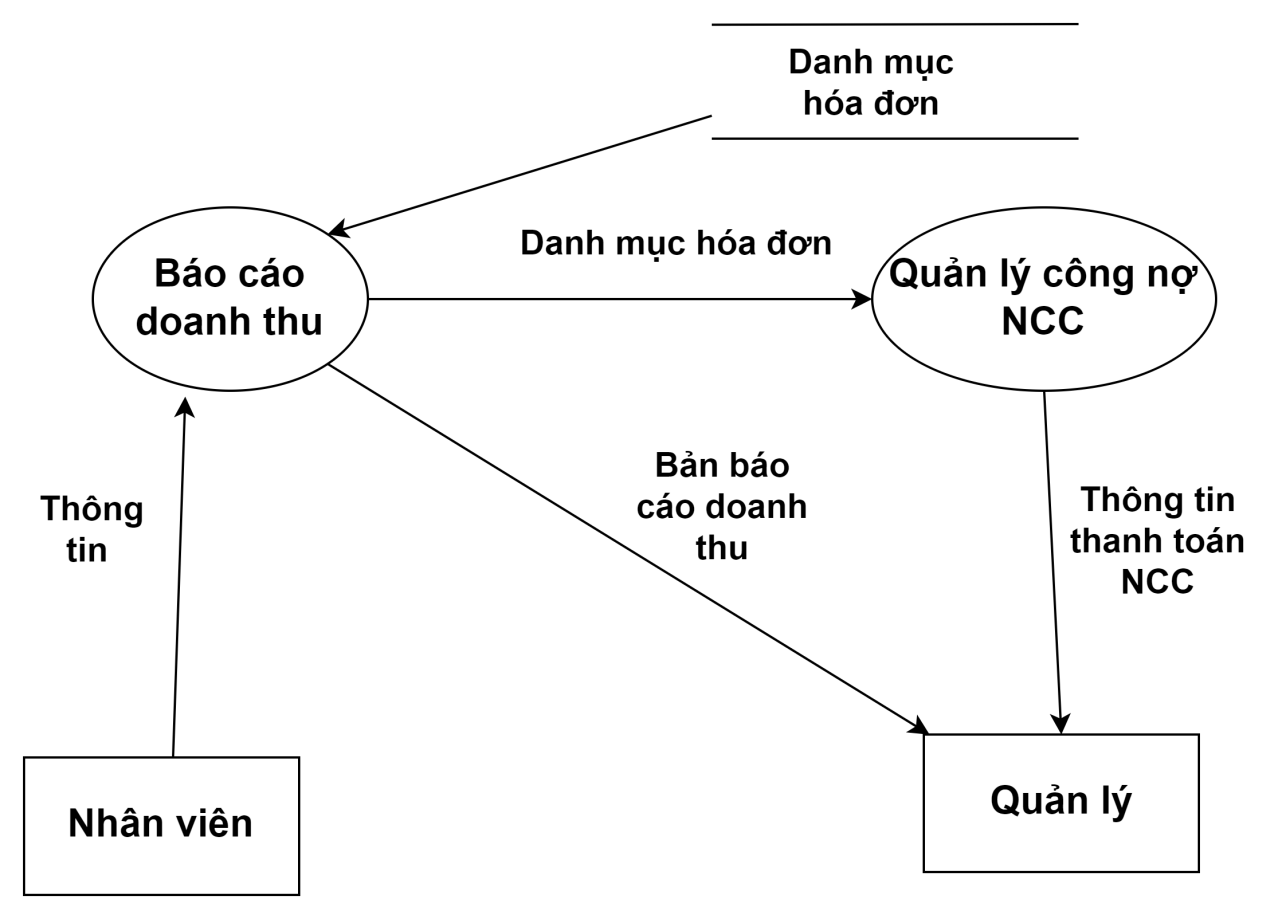 Danh mục
hóa đơn
Danh mục hóa đơn
Báo cáo
doanh thu
Quản lý công nợ
NCC
Bản báo
cáo doanh
thu
Thông
tin
Thông tin
thanh toán
NCC
Nhân viên
Quản lý